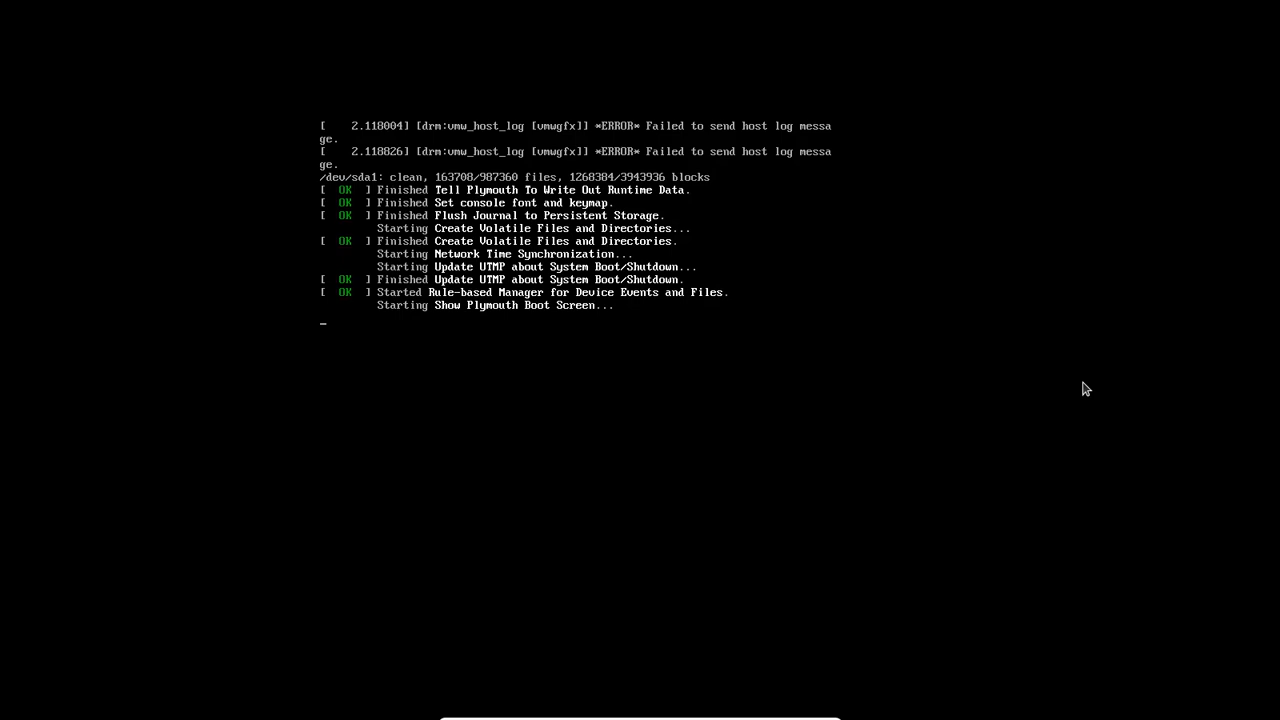 [    2.118004] [drm:vmw_host_log [vmwgfx]] *ERROR* Failed to send host log messa
ge.
[    2.118826] [drm:vmw_host_log [vmwgfx]] *ERROR* Failed to send host log messa
ge.
/dev/sda1: clean, 163708/987360 files, 1268384/3943936 blocks
[  OK  ] Finished Tell Plymouth To Write Out Runtime Data.
[  OK  ] Finished Set console font and keymap.
[  OK  ] Finished Flush Journal to Persistent Storage.
         Starting Create Volatile Files and Directories...
[  OK  ] Finished Create Volatile Files and Directories.
         Starting Network Time Synchronization...
         Starting Update UTMP about System Boot/Shutdown...
[  OK  ] Finished Update UTMP about System Boot/Shutdown.
[  OK  ] Started Rule-based Manager for Device Events and Files.
         Starting Show Plymouth Boot Screen...